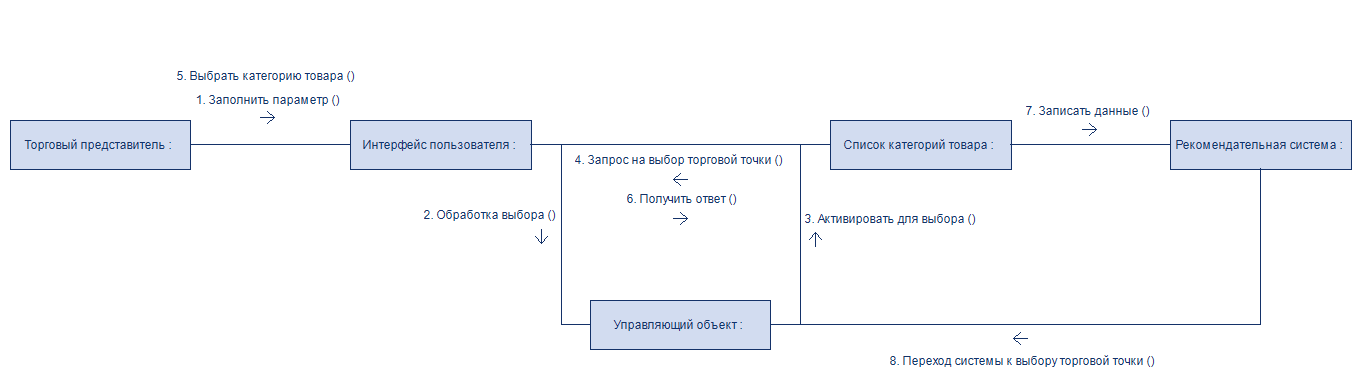 5. Выбрать категорию товара ()
1. Заполнить параметр ()
7. Записать данные ()
Торговый представитель :
Интерфейс пользователя :
Список категорий товара :
Рекомендательная система :
4. Запрос на выбор торговой точки ()
6. Получить ответ ()
2. Обработка выбора ()
3. Активировать для выбора ()
Управляющий объект :
8. Переход системы к выбору торговой точки ()